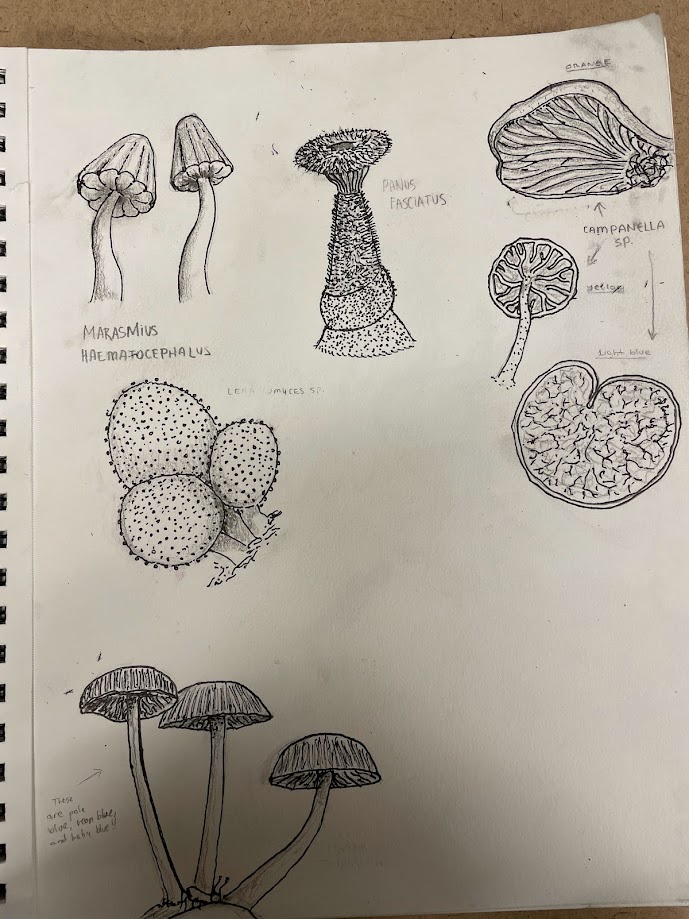 ORANGE
PANUS
FASCIATUS
CAMPANELLA
SP.
yellow
MARASMIUS
HAEMATOCEPHALUS
Light blue
SP.
These
are pale
blue, neon blue,
and baby blue!